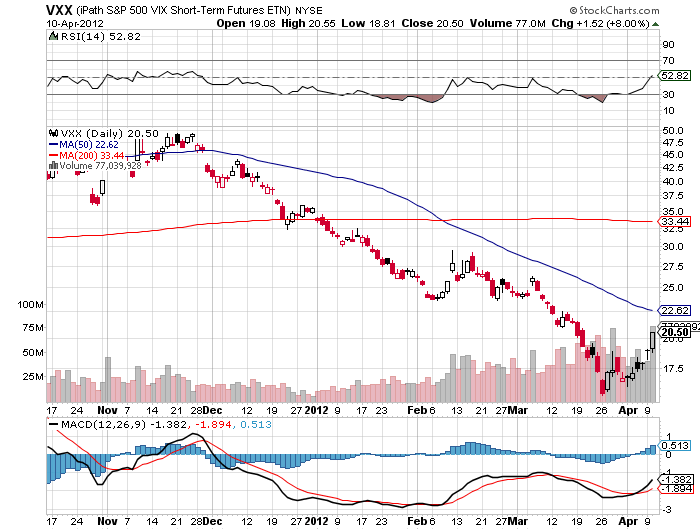 VXX (iPath S&P 500 VIX Short-Term Futures ETN) NYSE © StockCharts.com
10-Apr-2012 Open 19.08 High 20.55 Low 18.81 Close 20.50 Volume 77.0M Chg +1.52 (+8.00%)
RSI(14) 52.82
90
70
52.82
50
30
10
VXX (Daily) 20.50
MA(50) 22.62
MA(200) 33.44
Volume 77,039,928
50.0
47.5
45.0
42.5
40.0
37.5
35.0
33.44
32.5
30.0
27.5
25.0
22.62
20.50
20.0
17.5
100M
75M
50M
25M
17 24 Nov 7 14 21 28 Dec 12 19 27 2012 9 17 23 Feb 6 13 21 27 Mar 12 19 26 Apr 9
MACD(12,26,9) -1.382, -1.894, 0.513
1
0.513
0
-1.382
-1.894
-3
17 24 Nov 7 14 21 28 Dec 12 19 27 2012 9 17 23 Feb 6 13 21 27 Mar 12 19 26 Apr 9